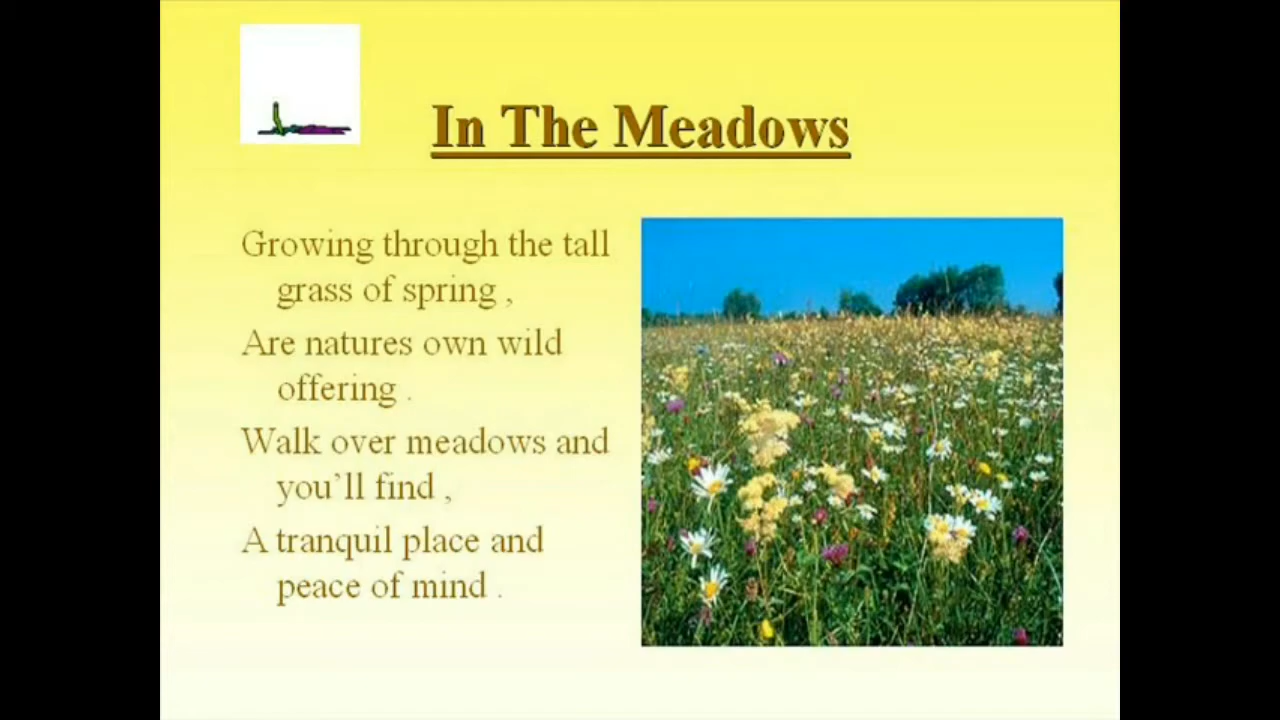 In The Meadows
Growing through the tall
grass of spring ,
Are natures own wild
offering .
Walk over meadows and
you’ll find ,
A tranquil place and
peace of mind .